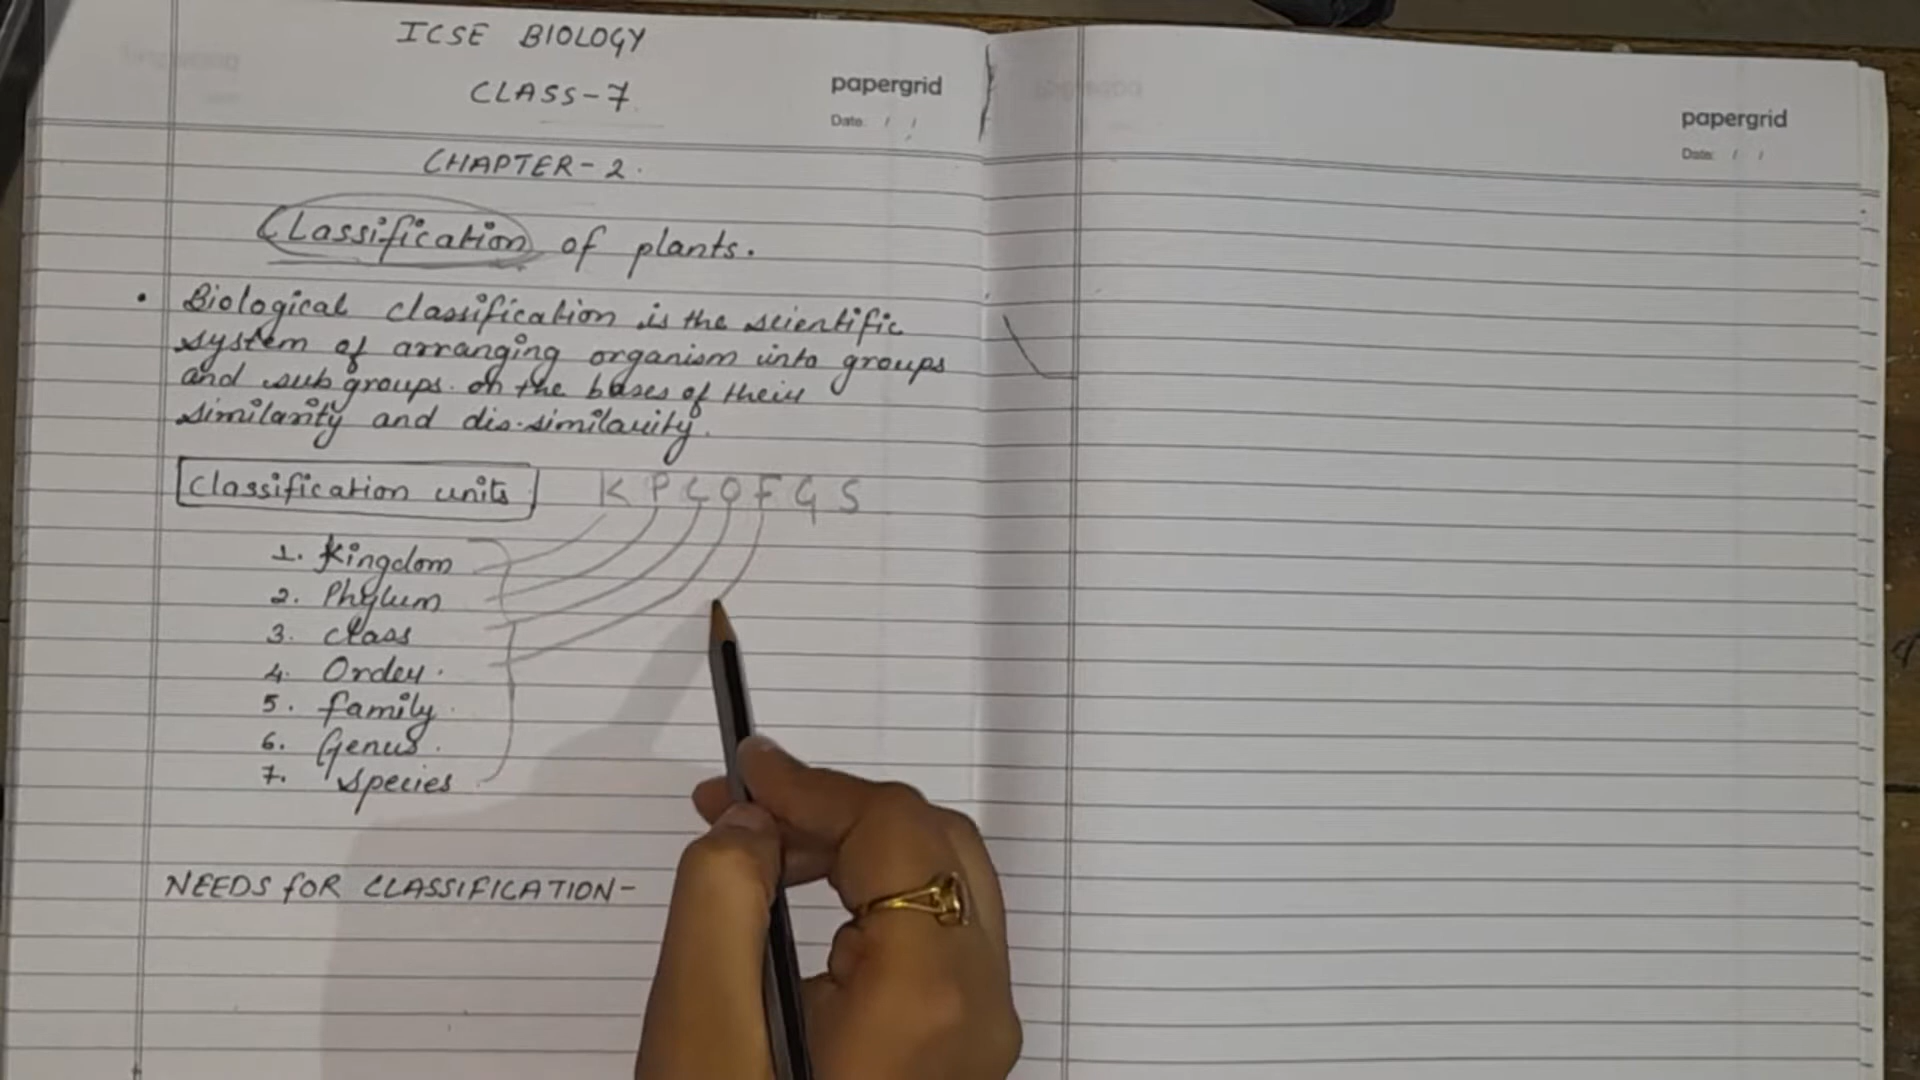 ICSE BIOLOGY
CLASS-7
papergrid
Date: / /
CHAPTER-2.
Classification of plants.
• Biological classification is the scientific
system of arranging organism into groups
and sub groups on the bases of their
similarity and dis-similarity.
Classification units
K P C O F G S
1. Kingdom
2. Phylum
3. class
4. Order.
5. family.
6. Genus.
7. species
NEEDS foR CLASSIFICATION-
papergrid
Date: / /